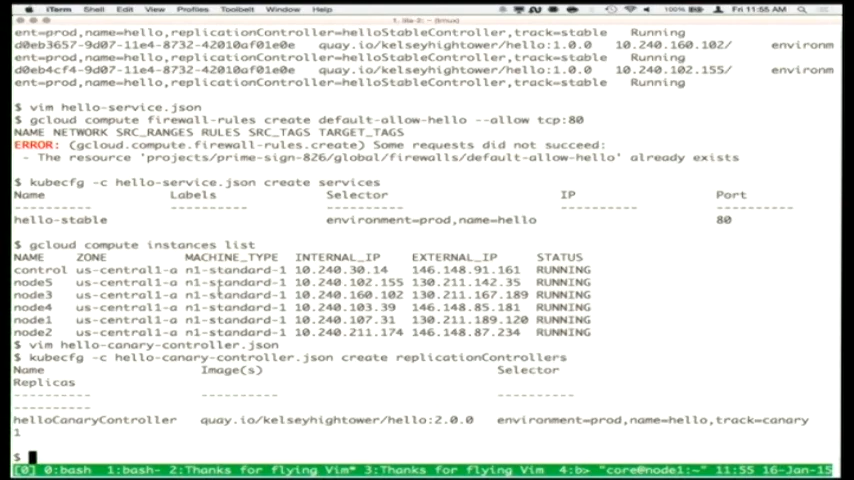 iTerm Shell Edit View Profiles Toolbelt Window Help 100% Fri 11:55 AM
ent=prod,name=hello,replicationController=helloStableController,track=stable Running
d0eb3657-9d07-11e4-8732-42010af01e0e quay.io/kelseyhightower/hello:1.0.0 10.240.160.102/ environm
ent=prod,name=hello,replicationController=helloStableController,track=stable Running
d0eb4cf4-9d07-11e4-8732-42010af01e0e quay.io/kelseyhightower/hello:1.0.0 10.240.102.155/ environm
ent=prod,name=hello,replicationController=helloStableController,track=stable Running
$ vim hello-service.json
$ gcloud compute firewall-rules create default-allow-hello --allow tcp:80
NAME NETWORK SRC_RANGES RULES SRC_TAGS TARGET_TAGS
ERROR: (gcloud.compute.firewall-rules.create) Some requests did not succeed:
- The resource 'projects/prime-sign-826/global/firewalls/default-allow-hello' already exists
$ kubecfg -c hello-service.json create services
Name Labels Selector IP Port
---------- ---------- ---------- ---------- ----------
hello-stable environment=prod,name=hello 80
$ gcloud compute instances list
NAME ZONE MACHINE_TYPE INTERNAL_IP EXTERNAL_IP STATUS
control us-central1-a n1-standard-1 10.240.30.14 146.148.91.161 RUNNING
node5 us-central1-a n1-standard-1 10.240.102.155 130.211.142.35 RUNNING
node3 us-central1-a n1-standard-1 10.240.160.102 130.211.167.189 RUNNING
node4 us-central1-a n1-standard-1 10.240.103.39 146.148.85.181 RUNNING
node1 us-central1-a n1-standard-1 10.240.107.31 130.211.189.120 RUNNING
node2 us-central1-a n1-standard-1 10.240.211.174 146.148.87.234 RUNNING
$ vim hello-canary-controller.json
$ kubecfg -c hello-canary-controller.json create replicationControllers
Name Image(s) Selector
Replicas
---------- ---------- ----------
----------
helloCanaryController quay.io/kelseyhightower/hello:2.0.0 environment=prod,name=hello,track=canary
1
$
[0] 0:bash 1:bash- 2:Thanks for flying Vim* 3:Thanks for flying Vim 4:b> "core@node1:~" 11:55 16-Jan-15